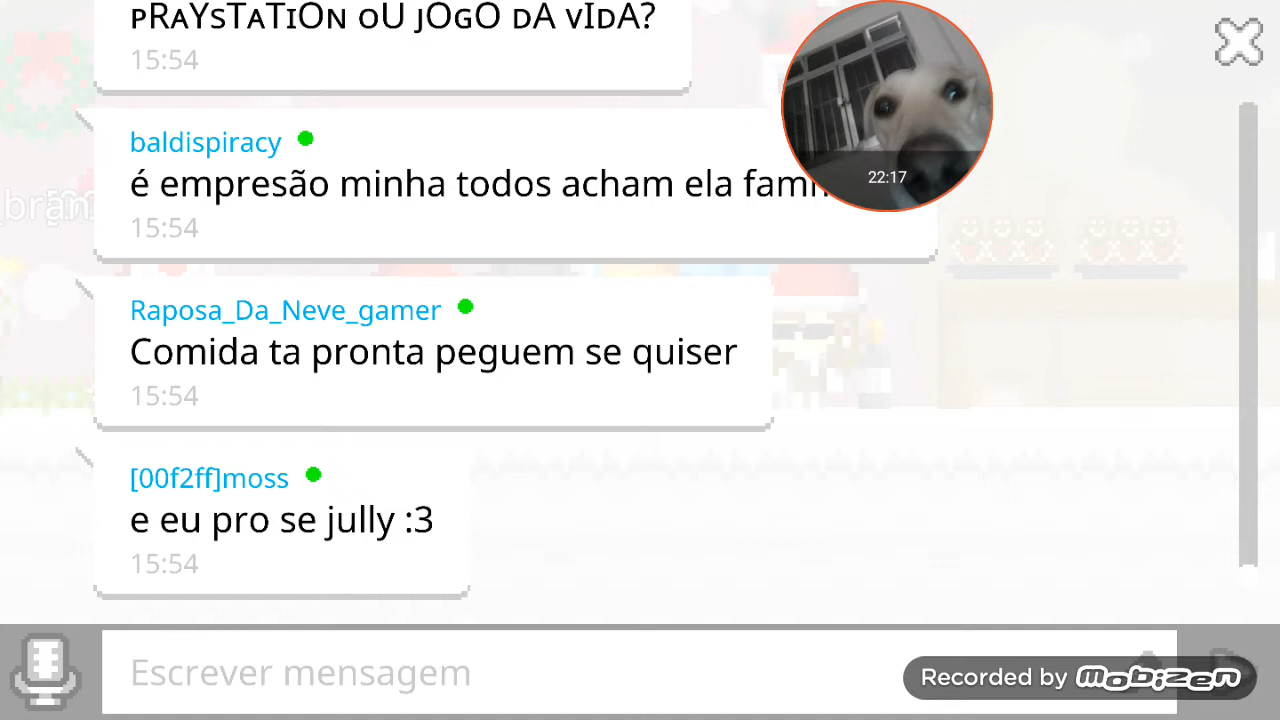 pRAYsTATION oU JOGO DA vIDA?
15:54
baldispiracy
é empresão minha todos acham ela
22:17
15:54
Raposa_Da_Neve_gamer
Comida ta pronta peguem se quiser
15:54
[00f2ff]moss
e eu pro se jully :3
15:54
Escrever mensagem
Recorded by mobizen